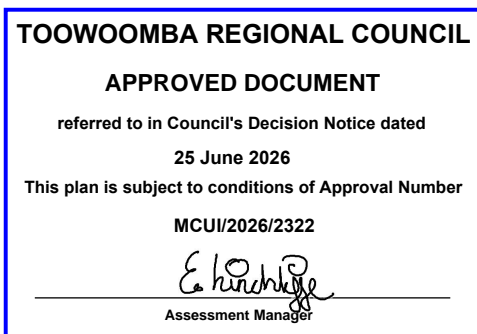 TOOWOOMBA REGIONAL COUNCIL
APPROVED DOCUMENT
referred to in Council's Decision Notice dated
25 June 2026
This plan is subject to conditions of Approval Number
MCUI/2026/2322
E Hinchliffe
Assessment Manager